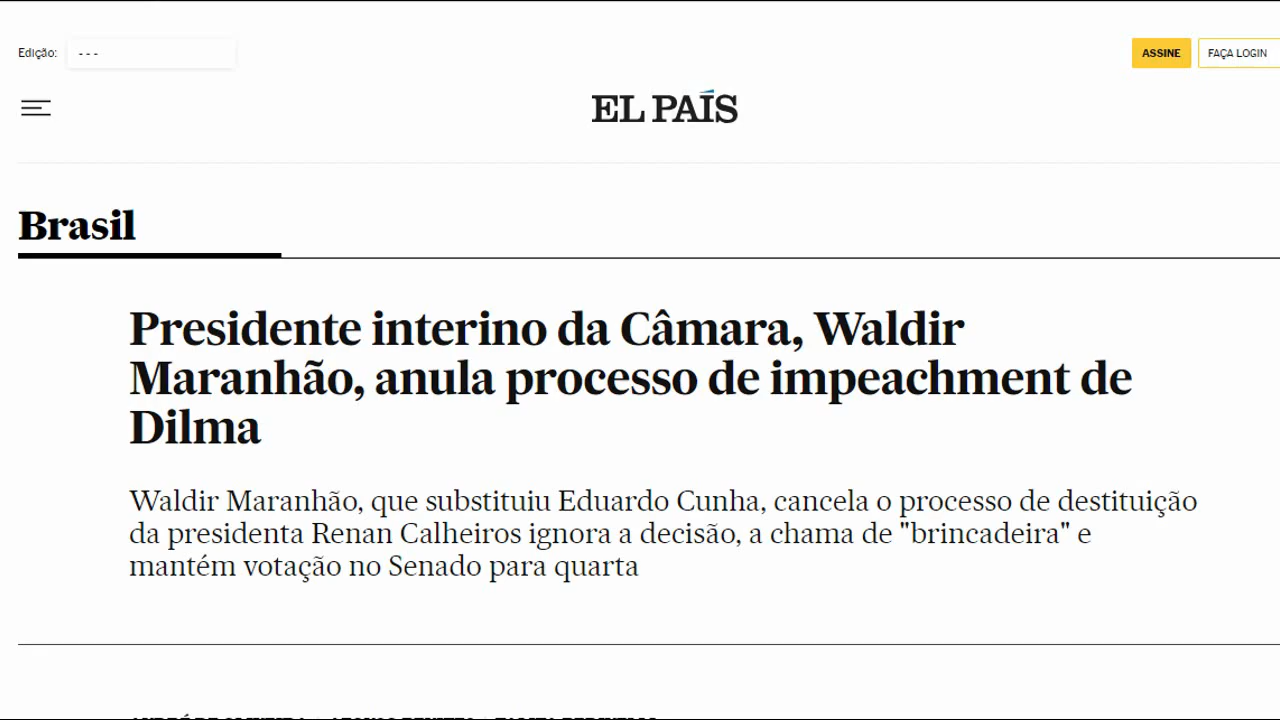 Edição:
---
ASSINE
FAÇA LOGIN
EL PAÍS
Brasil
Presidente interino da Câmara, Waldir
Maranhão, anula processo de impeachment de
Dilma
Waldir Maranhão, que substituiu Eduardo Cunha, cancela o processo de destituição
da presidenta Renan Calheiros ignora a decisão, a chama de "brincadeira" e
mantém votação no Senado para quarta